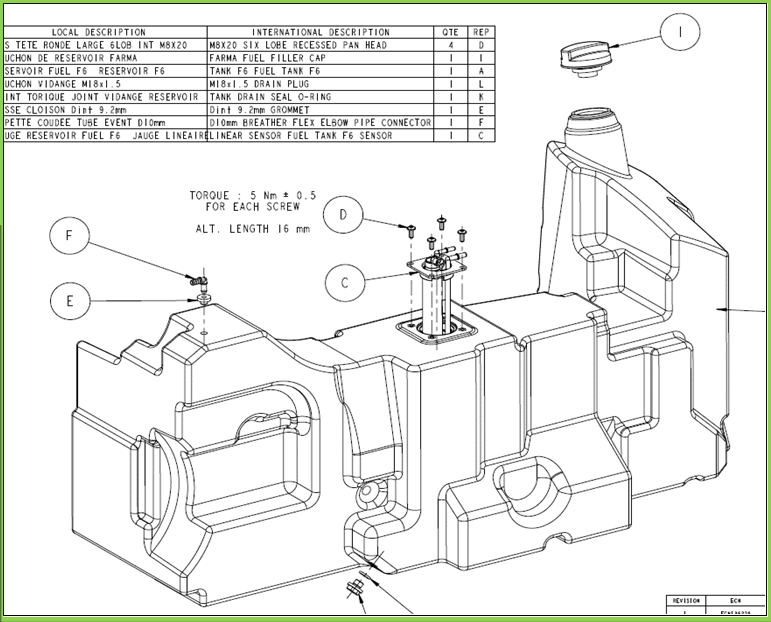 LOCAL DESCRIPTION INTERNATIONAL DESCRIPTION QTE REP
S TETE RONDE LARGE 6LOB INT M8X20 M8X20 SIX LOBE RECESSED PAN HEAD 4 D
UCHON DE RESERVOIR FARMA FARMA FUEL FILLER CAP 1 I
SERVOIR FUEL F6 RESERVOIR F6 TANK F6 FUEL TANK F6 1 A
UCHON VIDANGE M18x1.5 M18x1.5 DRAIN PLUG 1 L
INT TORIQUE JOINT VIDANGE RESERVOIR TANK DRAIN SEAL O-RING 1 K
SSE CLOISON Dint 9.2mm Dint 9.2mm GROMMET 1 E
PETTE COUDEE TUBE EVENT D10mm D10mm BREATHER FLEX ELBOW PIPE CONNECTOR 1 F
UGE RESERVOIR FUEL F6 JAUGE LINEAIRE LINEAR SENSOR FUEL TANK F6 SENSOR 1 C
I
TORQUE : 5 Nm ± 0.5
FOR EACH SCREW
ALT. LENGTH 16 mm
D
F
C
E
REVISION ECN